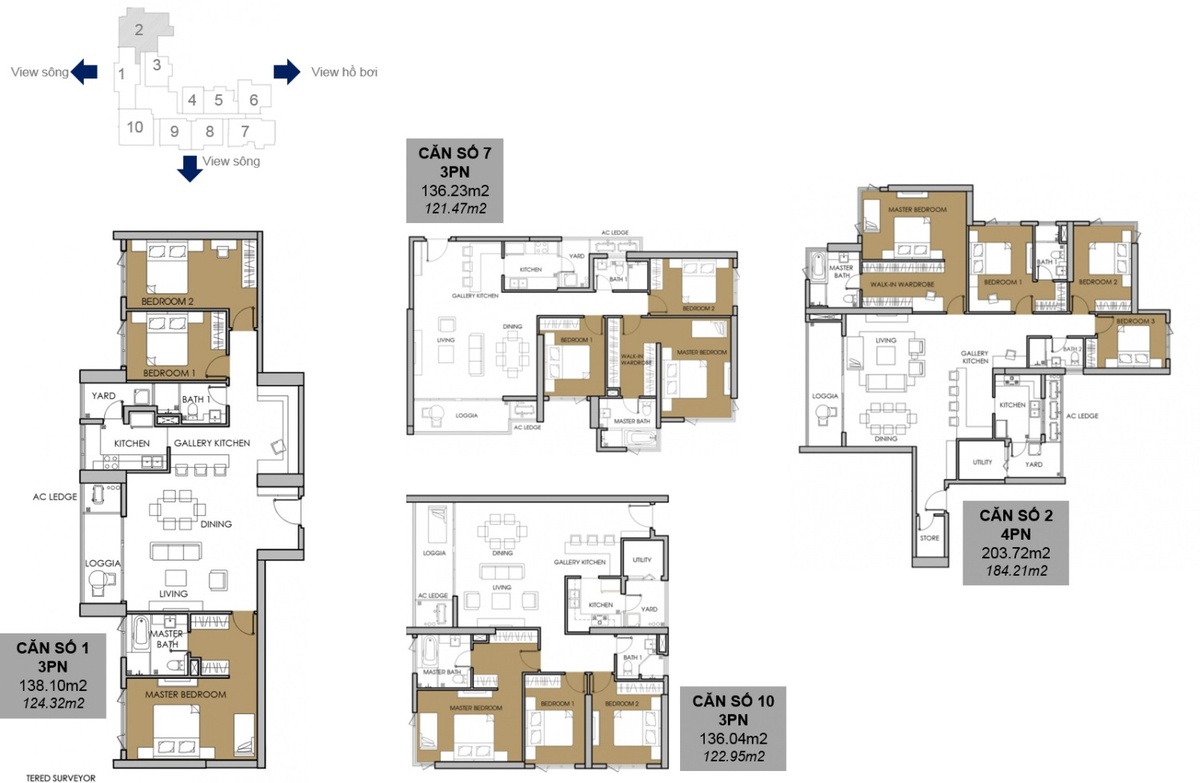 2
View sông
1
3
View hồ bơi
4
5
6
10
9
8
7
View sông
CĂN SỐ 7
3PN
136.23m2
121.47m2
BEDROOM 2
BEDROOM 1
YARD
BATH 1
KITCHEN
GALLERY KITCHEN
AC LEDGE
DINING
LOGGIA
LIVING
MASTER
BATH
MASTER BEDROOM
CĂN SỐ 1
3PN
138.10m2
124.32m2
TERED SURVEYOR
AC LEDGE
KITCHEN
YARD
BATH 1
GALLERY KITCHEN
BEDROOM 2
DINING
LIVING
BEDROOM 1
WALK-IN
WARDROBE
MASTER BEDROOM
LOGGIA
AC LEDGE
MASTER BATH
LOGGIA
DINING
GALLERY KITCHEN
UTILITY
LIVING
AC LEDGE
KITCHEN
YARD
MASTER BATH
BATH 1
MASTER BEDROOM
BEDROOM 1
BEDROOM 2
CĂN SỐ 10
3PN
136.04m2
122.95m2
MASTER BEDROOM
MASTER
BATH
WALK-IN WARDROBE
BEDROOM 1
BATH 1
BEDROOM 2
BEDROOM 3
LIVING
GALLERY
KITCHEN
BATH 2
LOGGIA
KITCHEN
AC LEDGE
DINING
UTILITY
YARD
STORE
CĂN SỐ 2
4PN
203.72m2
184.21m2